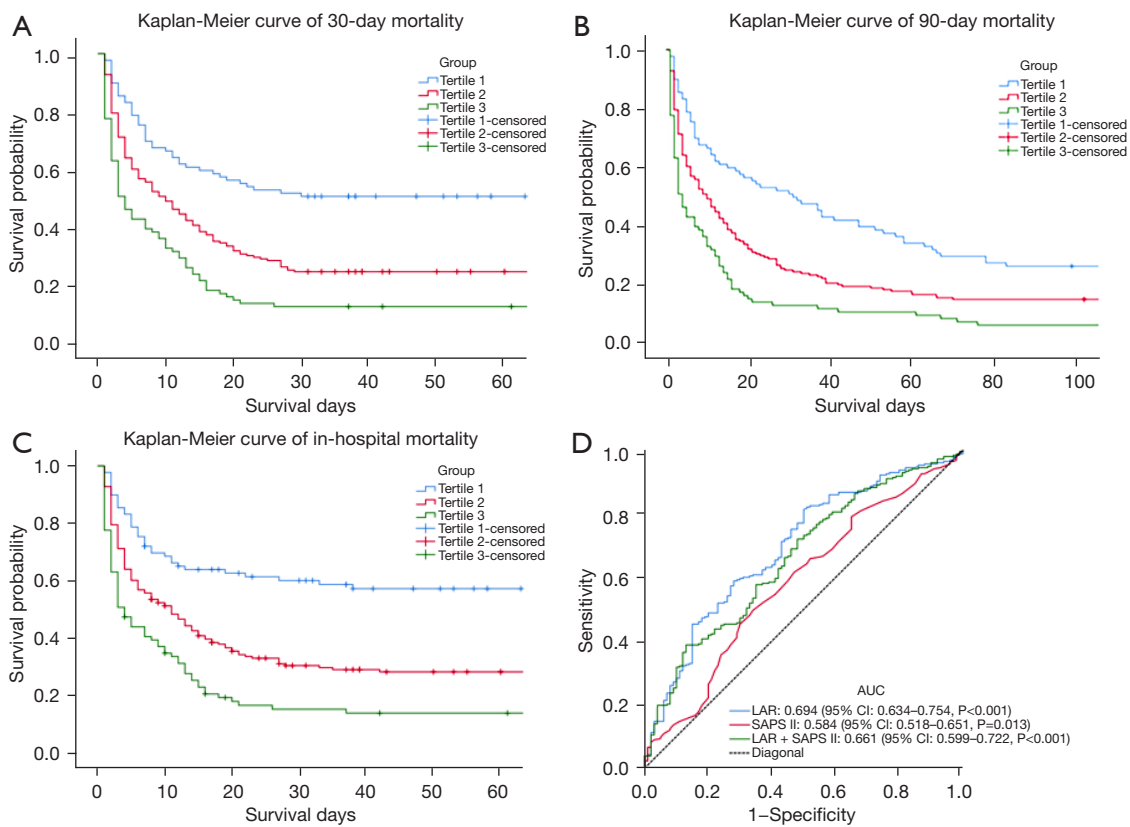 A
Kaplan-Meier curve of 30-day mortality
1.0
0.8
0.6
0.4
0.2
0.0
Survival probability
Group
Tertile 1
Tertile 2
Tertile 3
Tertile 1-censored
Tertile 2-censored
Tertile 3-censored
0 10 20 30 40 50 60
Survival days
B
Kaplan-Meier curve of 90-day mortality
1.0
0.8
0.6
0.4
0.2
0.0
Survival probability
Group
Tertile 1
Tertile 2
Tertile 3
Tertile 1-censored
Tertile 2-censored
Tertile 3-censored
0 20 40 60 80 100
Survival days
C
Kaplan-Meier curve of in-hospital mortality
1.0
0.8
0.6
0.4
0.2
0.0
Survival probability
Group
Tertile 1
Tertile 2
Tertile 3
Tertile 1-censored
Tertile 2-censored
Tertile 3-censored
0 10 20 30 40 50 60
Survival days
D
1.0
0.8
0.6
0.4
0.2
0.0
Sensitivity
AUC
LAR: 0.694 (95% CI: 0.634–0.754, P<0.001)
SAPS II: 0.584 (95% CI: 0.518–0.651, P=0.013)
LAR + SAPS II: 0.661 (95% CI: 0.599–0.722, P<0.001)
Diagonal
0.0 0.2 0.4 0.6 0.8 1.0
1–Specificity